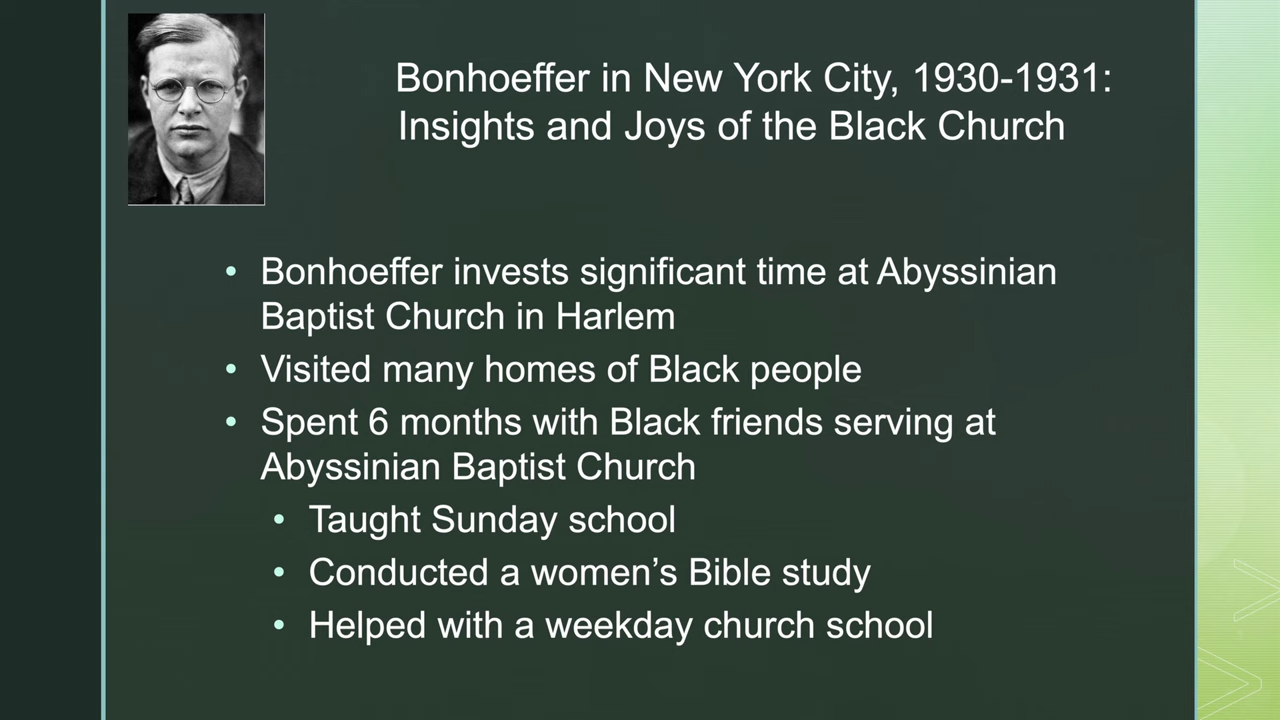 Bonhoeffer in New York City, 1930-1931:
Insights and Joys of the Black Church
• Bonhoeffer invests significant time at Abyssinian
Baptist Church in Harlem
• Visited many homes of Black people
• Spent 6 months with Black friends serving at
Abyssinian Baptist Church
• Taught Sunday school
• Conducted a women’s Bible study
• Helped with a weekday church school